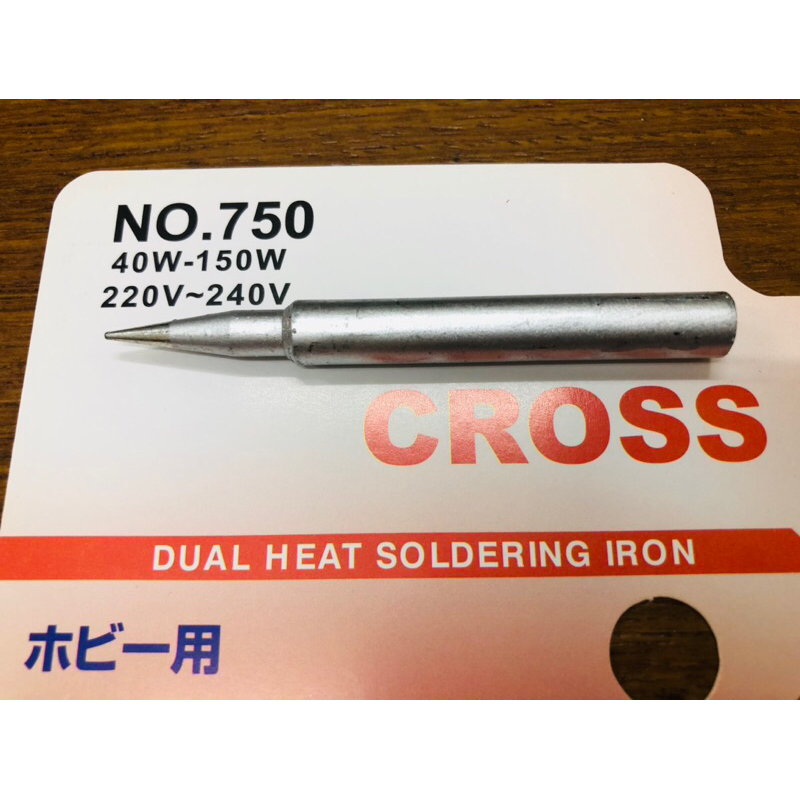 NO.750
40W-150W
220V~240V
CROSS
DUAL HEAT SOLDERING IRON
ホビー用